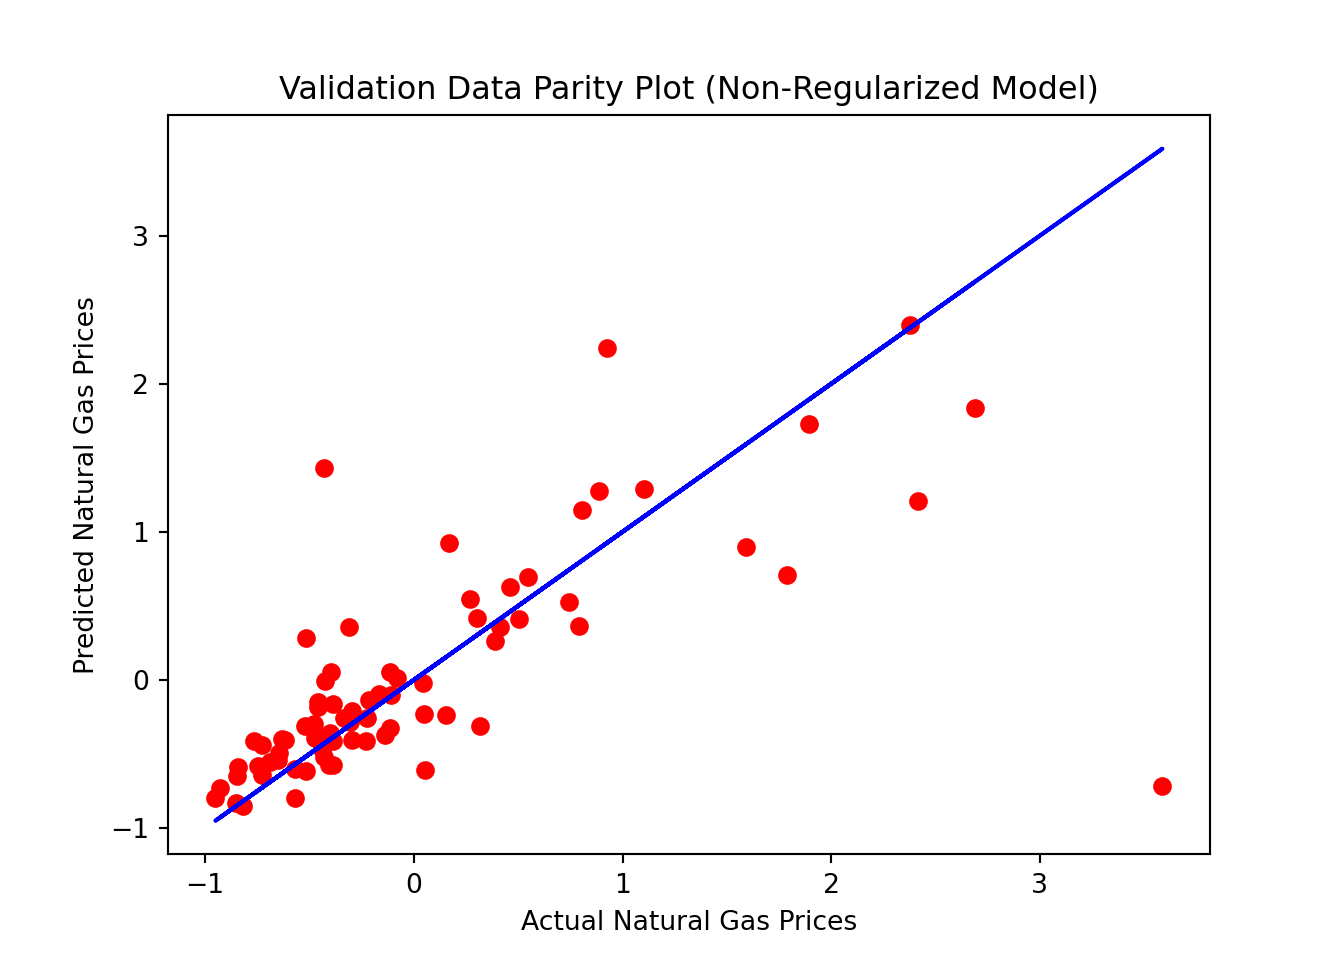 Validation Data Parity Plot (Non-Regularized Model)
3
2
1
0
−1
Predicted Natural Gas Prices
−1 0 1 2 3
Actual Natural Gas Prices